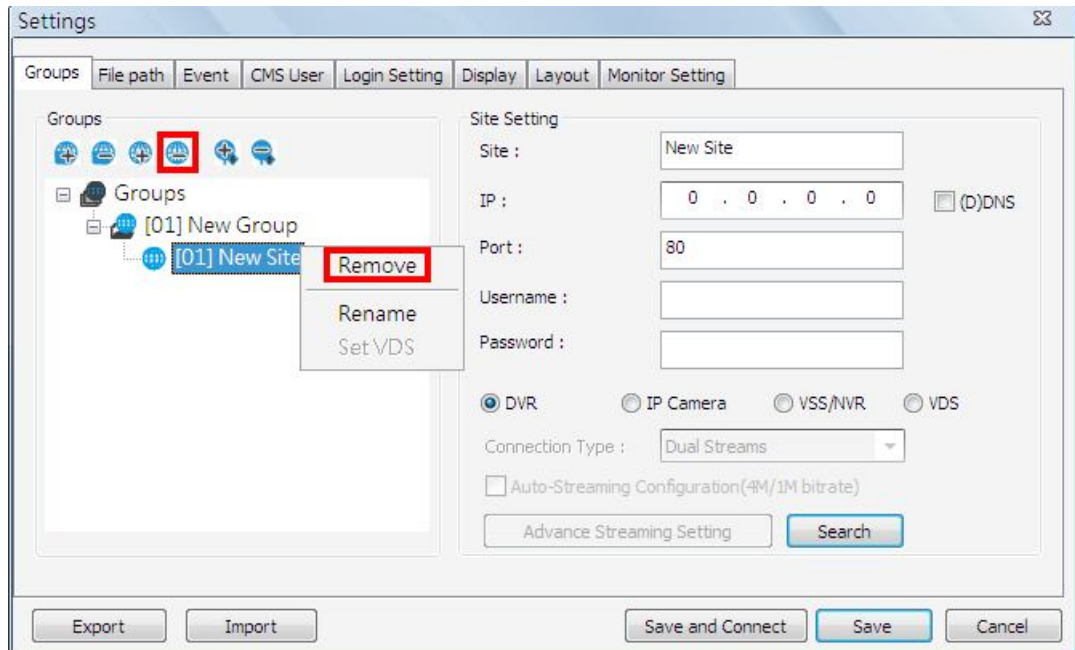 Settings
Groups File path Event CMS User Login Setting Display Layout Monitor Setting
Groups
Groups
[01] New Group
[01] New Site
Remove
Rename
Set VDS
Site Setting
Site : New Site
IP : 0 . 0 . 0 . 0 (D)DNS
Port : 80
Username :
Password :
DVR IP Camera VSS/NVR VDS
Connection Type : Dual Streams
Auto-Streaming Configuration(4M/1M bitrate)
Advance Streaming Setting Search
Export Import Save and Connect Save Cancel